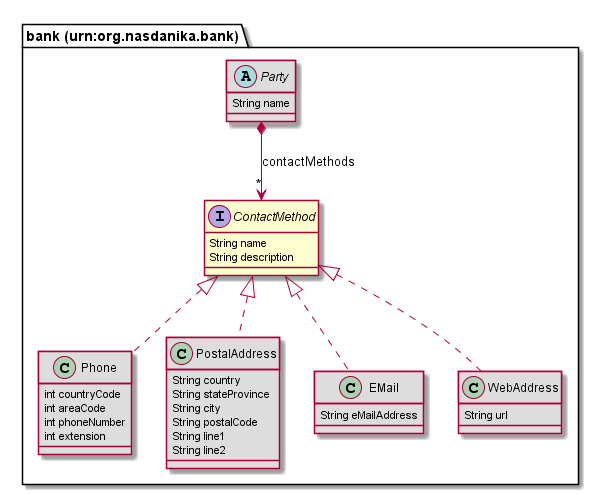 bank (urn:org.nasdanika.bank)
A Party
String name
contactMethods
*
I ContactMethod
String name
String description
C Phone
int countryCode
int areaCode
int phoneNumber
int extension
C PostalAddress
String country
String stateProvince
String city
String postalCode
String line1
String line2
C EMail
String eMailAddress
C WebAddress
String url